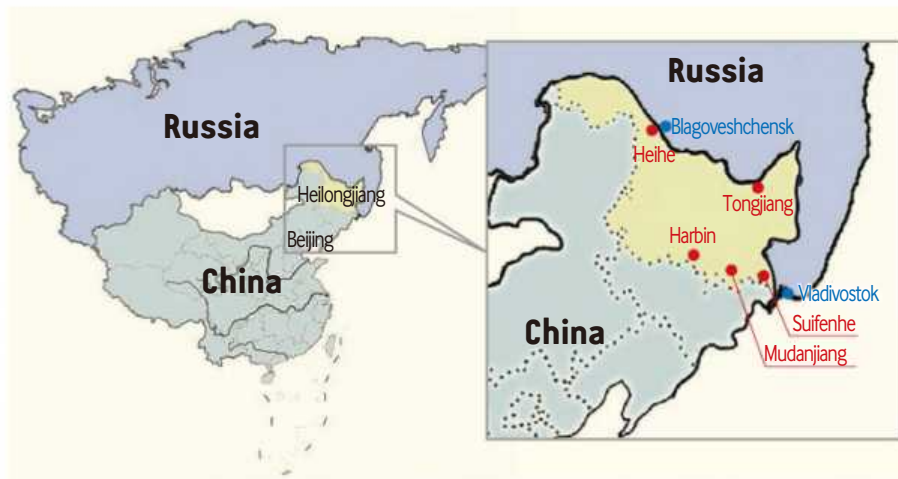 Russia
Heilongjiang
Beijing
China
Russia
Blagoveshchensk
Heihe
Tongjiang
Harbin
Vladivostok
Suifenhe
China
Mudanjiang